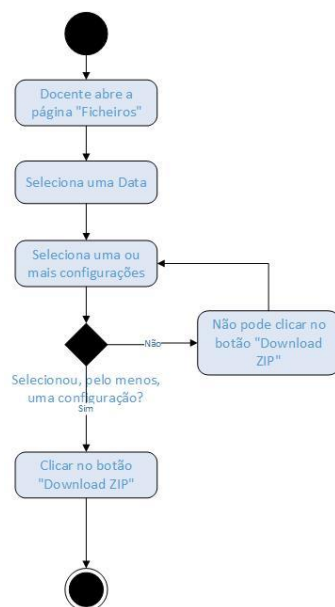 Docente abre a
página "Ficheiros"
Seleciona uma Data
Seleciona uma ou
mais configurações
Não
Não pode clicar no
botão "Download
ZIP"
Selecionou, pelo menos,
uma configuração?
Sim
Clicar no botão
"Download ZIP"